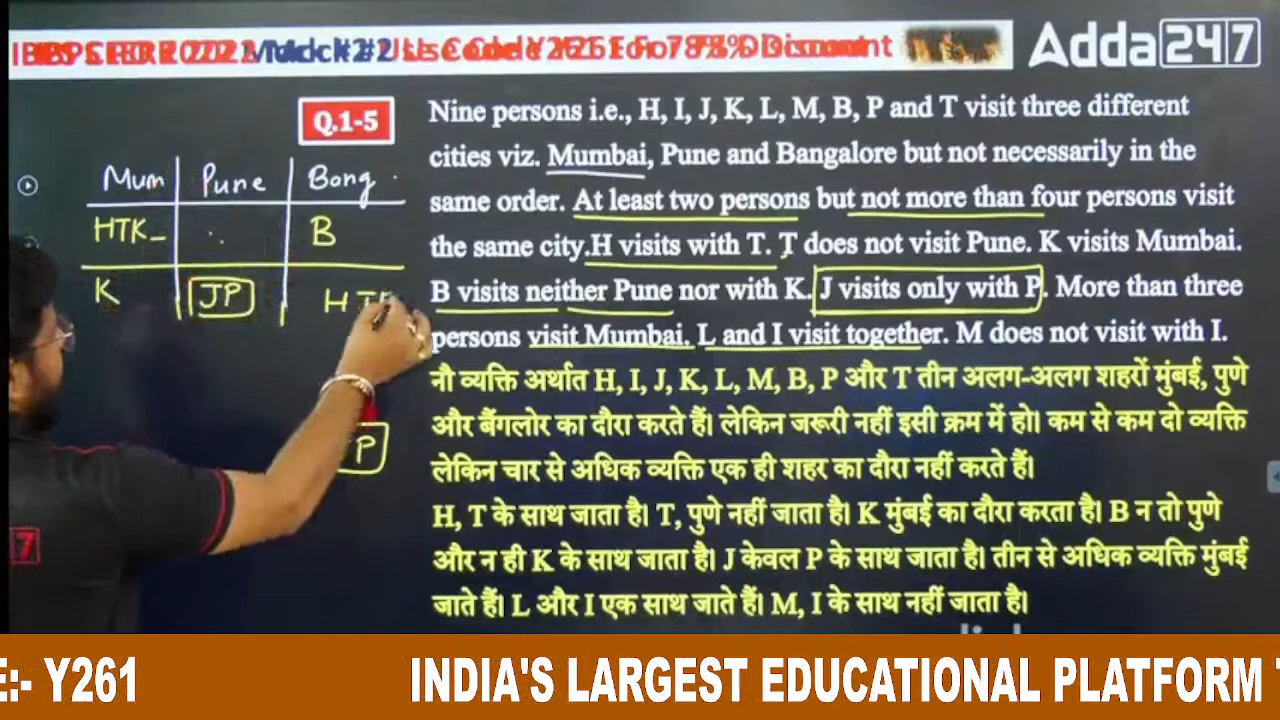 Adda 247
Q.1-5
Nine persons i.e., H, I, J, K, L, M, B, P and T visit three different
cities viz. Mumbai, Pune and Bangalore but not necessarily in the
same order. At least two persons but not more than four persons visit
the same city. H visits with T. T does not visit Pune. K visits Mumbai.
B visits neither Pune nor with K. J visits only with P. More than three
persons visit Mumbai. L and I visit together. M does not visit with I.
नौ व्यक्ति अर्थात H, I, J, K, L, M, B, P और T तीन अलग-अलग शहरों मुंबई, पुणे
और बैंगलोर का दौरा करते हैं। लेकिन जरूरी नहीं इसी क्रम में हो। कम से कम दो व्यक्ति
लेकिन चार से अधिक व्यक्ति एक ही शहर का दौरा नहीं करते हैं।
H, T के साथ जाता है। T, पुणे नहीं जाता है। K मुंबई का दौरा करता है। B न तो पुणे
और न ही K के साथ जाता है। J केवल P के साथ जाता है। तीन से अधिक व्यक्ति मुंबई
जाते हैं। L और I एक साथ जाते हैं। M, I के साथ नहीं जाता है।
Mum Pune Bong
HTK_ B
K JP H
P
7
E:- Y261 INDIA'S LARGEST EDUCATIONAL PLATFORM